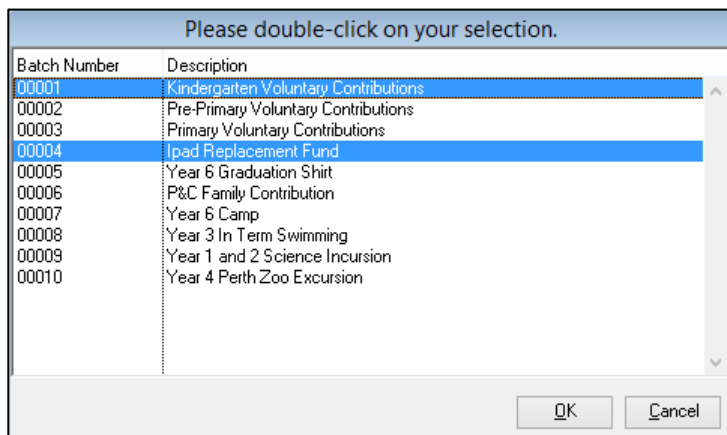 Please double-click on your selection.
Batch Number Description
00001 Kindergarten Voluntary Contributions
00002 Pre-Primary Voluntary Contributions
00003 Primary Voluntary Contributions
00004 Ipad Replacement Fund
00005 Year 6 Graduation Shirt
00006 P&C Family Contribution
00007 Year 6 Camp
00008 Year 3 In Term Swimming
00009 Year 1 and 2 Science Incursion
00010 Year 4 Perth Zoo Excursion
OK Cancel